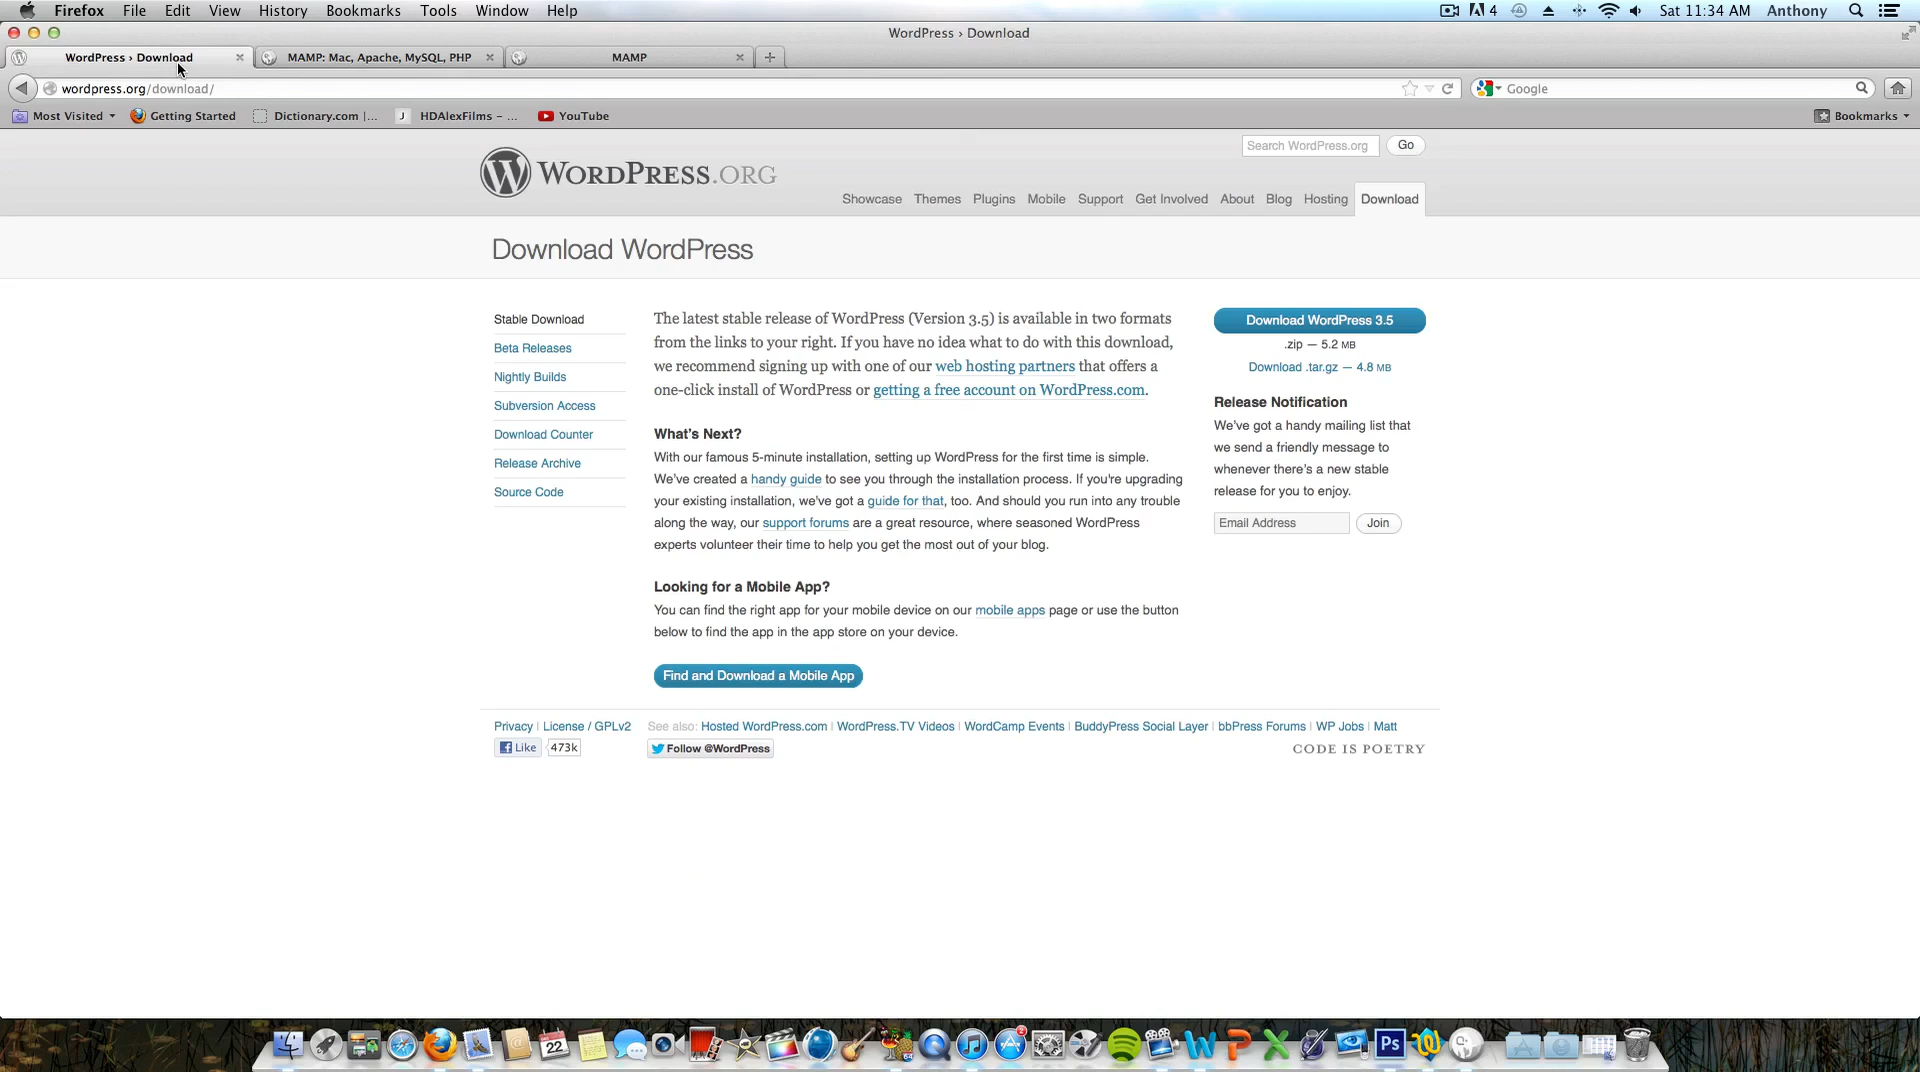 Firefox File Edit View History Bookmarks Tools Window Help
4 Sat 11:34 AM Anthony
WordPress › Download
WordPress › Download
MAMP: Mac, Apache, MySQL, PHP
MAMP
wordpress.org/download/
Google
Most Visited
Getting Started
Dictionary.com |...
J HDAlexFilms – ...
YouTube
Bookmarks
Search WordPress.org
Go
WORDPRESS.ORG
Showcase Themes Plugins Mobile Support Get Involved About Blog Hosting Download
Download WordPress
Stable Download
Beta Releases
Nightly Builds
Subversion Access
Download Counter
Release Archive
Source Code
The latest stable release of WordPress (Version 3.5) is available in two formats
from the links to your right. If you have no idea what to do with this download,
we recommend signing up with one of our web hosting partners that offers a
one-click install of WordPress or getting a free account on WordPress.com.
What's Next?
With our famous 5-minute installation, setting up WordPress for the first time is simple.
We've created a handy guide to see you through the installation process. If you're upgrading
your existing installation, we've got a guide for that, too. And should you run into any trouble
along the way, our support forums are a great resource, where seasoned WordPress
experts volunteer their time to help you get the most out of your blog.
Looking for a Mobile App?
You can find the right app for your mobile device on our mobile apps page or use the button
below to find the app in the app store on your device.
Find and Download a Mobile App
Download WordPress 3.5
.zip — 5.2 MB
Download .tar.gz — 4.8 MB
Release Notification
We've got a handy mailing list that
we send a friendly message to
whenever there's a new stable
release for you to enjoy.
Email Address
Join
Privacy | License / GPLv2
See also: Hosted WordPress.com | WordPress.TV Videos | WordCamp Events | BuddyPress Social Layer | bbPress Forums | WP Jobs | Matt
Like 473k
Follow @WordPress
CODE IS POETRY
22
64
2
Ps